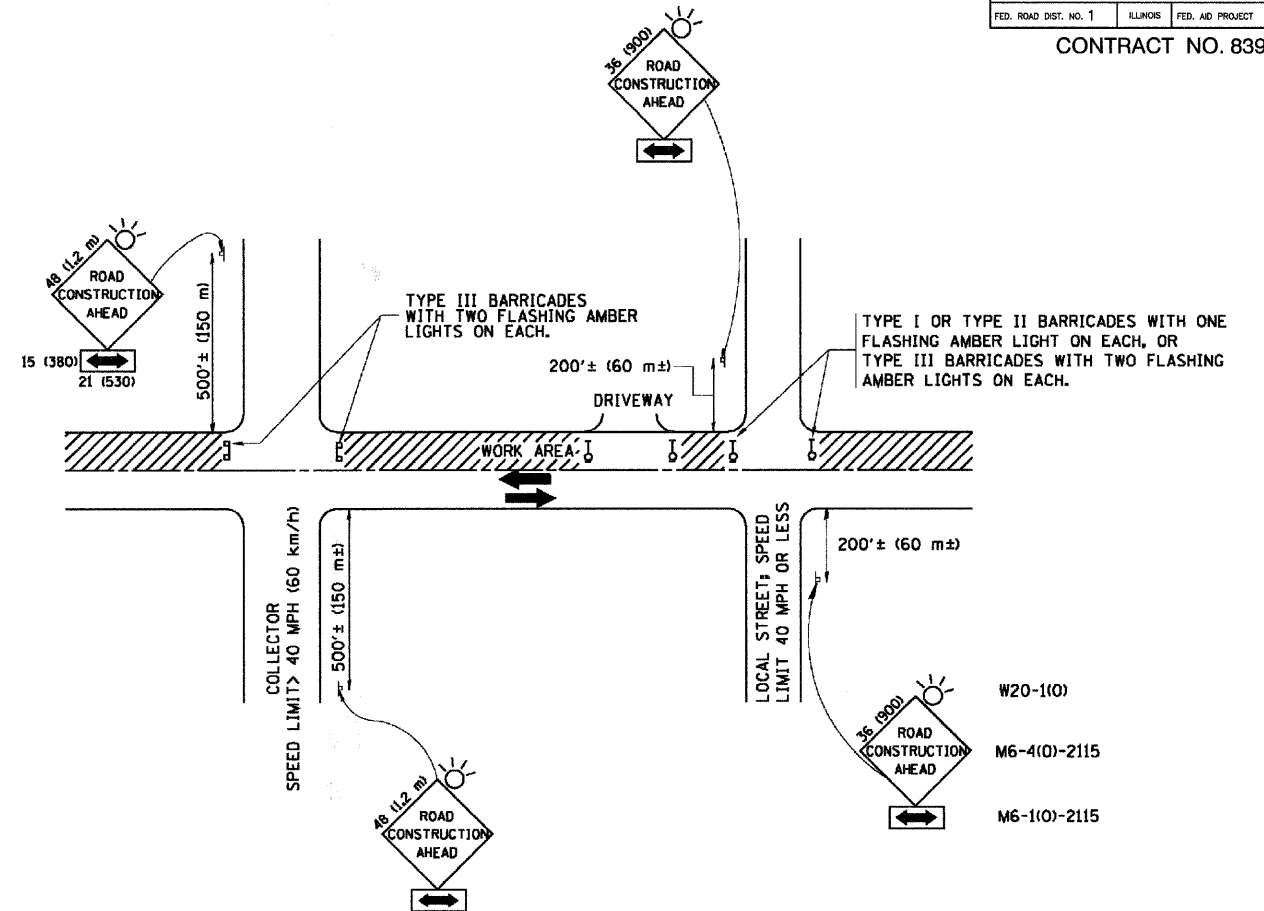 FED. ROAD DIST. NO. 1
ILLINOIS
FED. AID PROJECT
CONTRACT NO. 839
36 (900)
ROAD
CONSTRUCTION
AHEAD
48 (1.2 m)
ROAD
CONSTRUCTION
AHEAD
15 (380)
21 (530)
500'± (150 m)
TYPE III BARRICADES
WITH TWO FLASHING AMBER
LIGHTS ON EACH.
200'± (60 m±)
DRIVEWAY
TYPE I OR TYPE II BARRICADES WITH ONE
FLASHING AMBER LIGHT ON EACH, OR
TYPE III BARRICADES WITH TWO FLASHING
AMBER LIGHTS ON EACH.
WORK AREA
COLLECTOR
SPEED LIMIT> 40 MPH (60 km/h)
500'± (150 m±)
LOCAL STREET; SPEED
LIMIT 40 MPH OR LESS
200'± (60 m±)
48 (1.2 m)
ROAD
CONSTRUCTION
AHEAD
36 (900)
ROAD
CONSTRUCTION
AHEAD
W20-1(O)
M6-4(O)-2115
M6-1(O)-2115